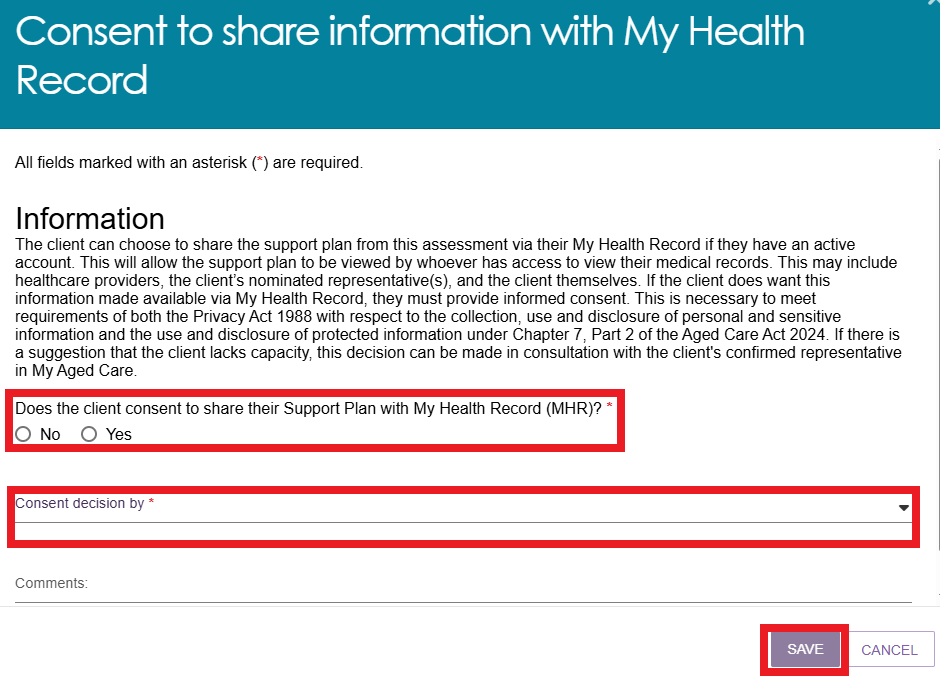 Consent to share information with My Health
Record
All fields marked with an asterisk (*) are required.
Information
The client can choose to share the support plan from this assessment via their My Health Record if they have an active
account. This will allow the support plan to be viewed by whoever has access to view their medical records. This may include
healthcare providers, the client’s nominated representative(s), and the client themselves. If the client does want this
information made available via My Health Record, they must provide informed consent. This is necessary to meet
requirements of both the Privacy Act 1988 with respect to the collection, use and disclosure of personal and sensitive
information and the use and disclosure of protected information under Chapter 7, Part 2 of the Aged Care Act 2024. If there is
a suggestion that the client lacks capacity, this decision can be made in consultation with the client's confirmed representative
in My Aged Care.
Does the client consent to share their Support Plan with My Health Record (MHR)? *
No Yes
Consent decision by *
Comments:
SAVE CANCEL